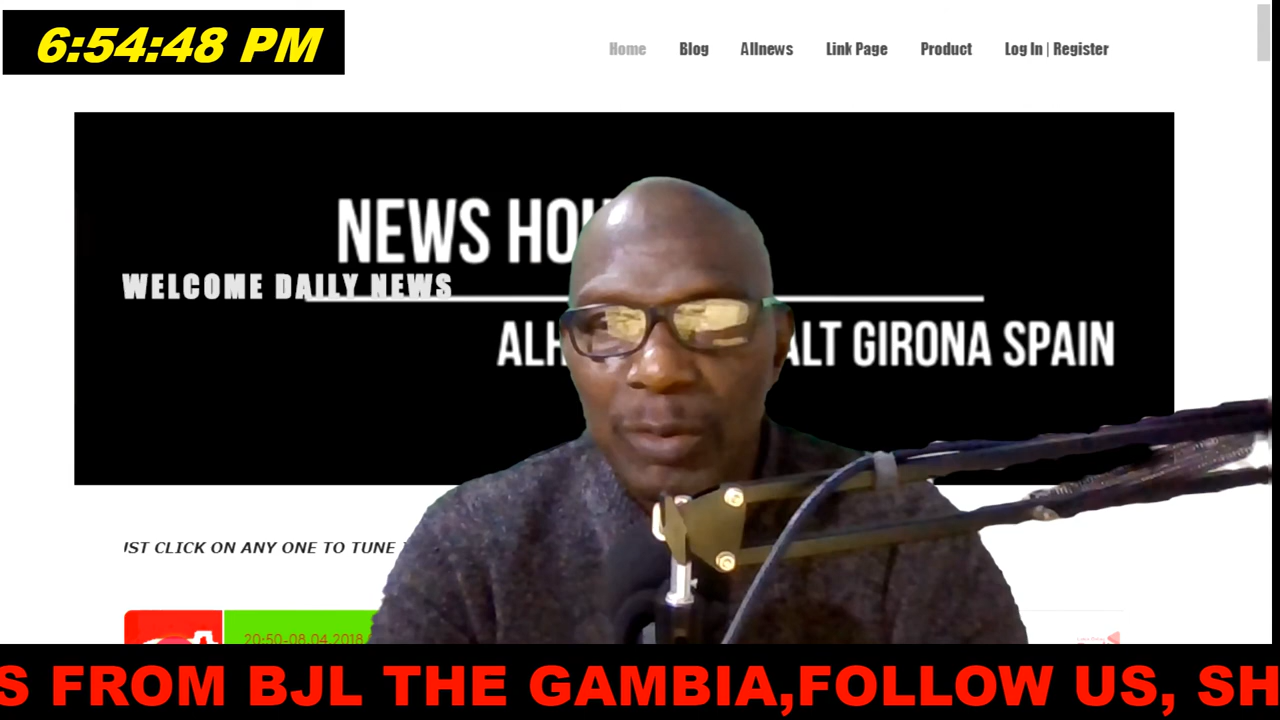 6:54:48 PM
Home Blog Allnews Link Page Product Log In | Register
NEWS HOU
WELCOME DAILY NEWS
ALH ALT GIRONA SPAIN
IST CLICK ON ANY ONE TO TUNE
20:50-08.04.2018
S FROM BJL THE GAMBIA,FOLLOW US, SH